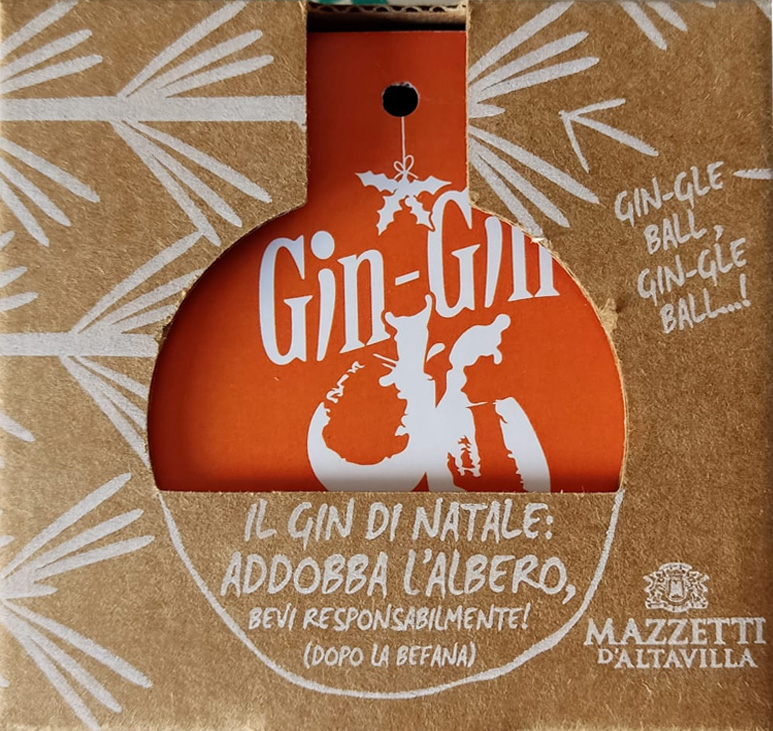 Gin-Gin
GIN-GLE
BALL,
GIN-GLE
BALL...!
IL GIN DI NATALE:
ADDOBBA L'ALBERO,
BEVI RESPONSABILMENTE!
(DOPO LA BEFANA)
MAZZETTI
D'ALTAVILLA